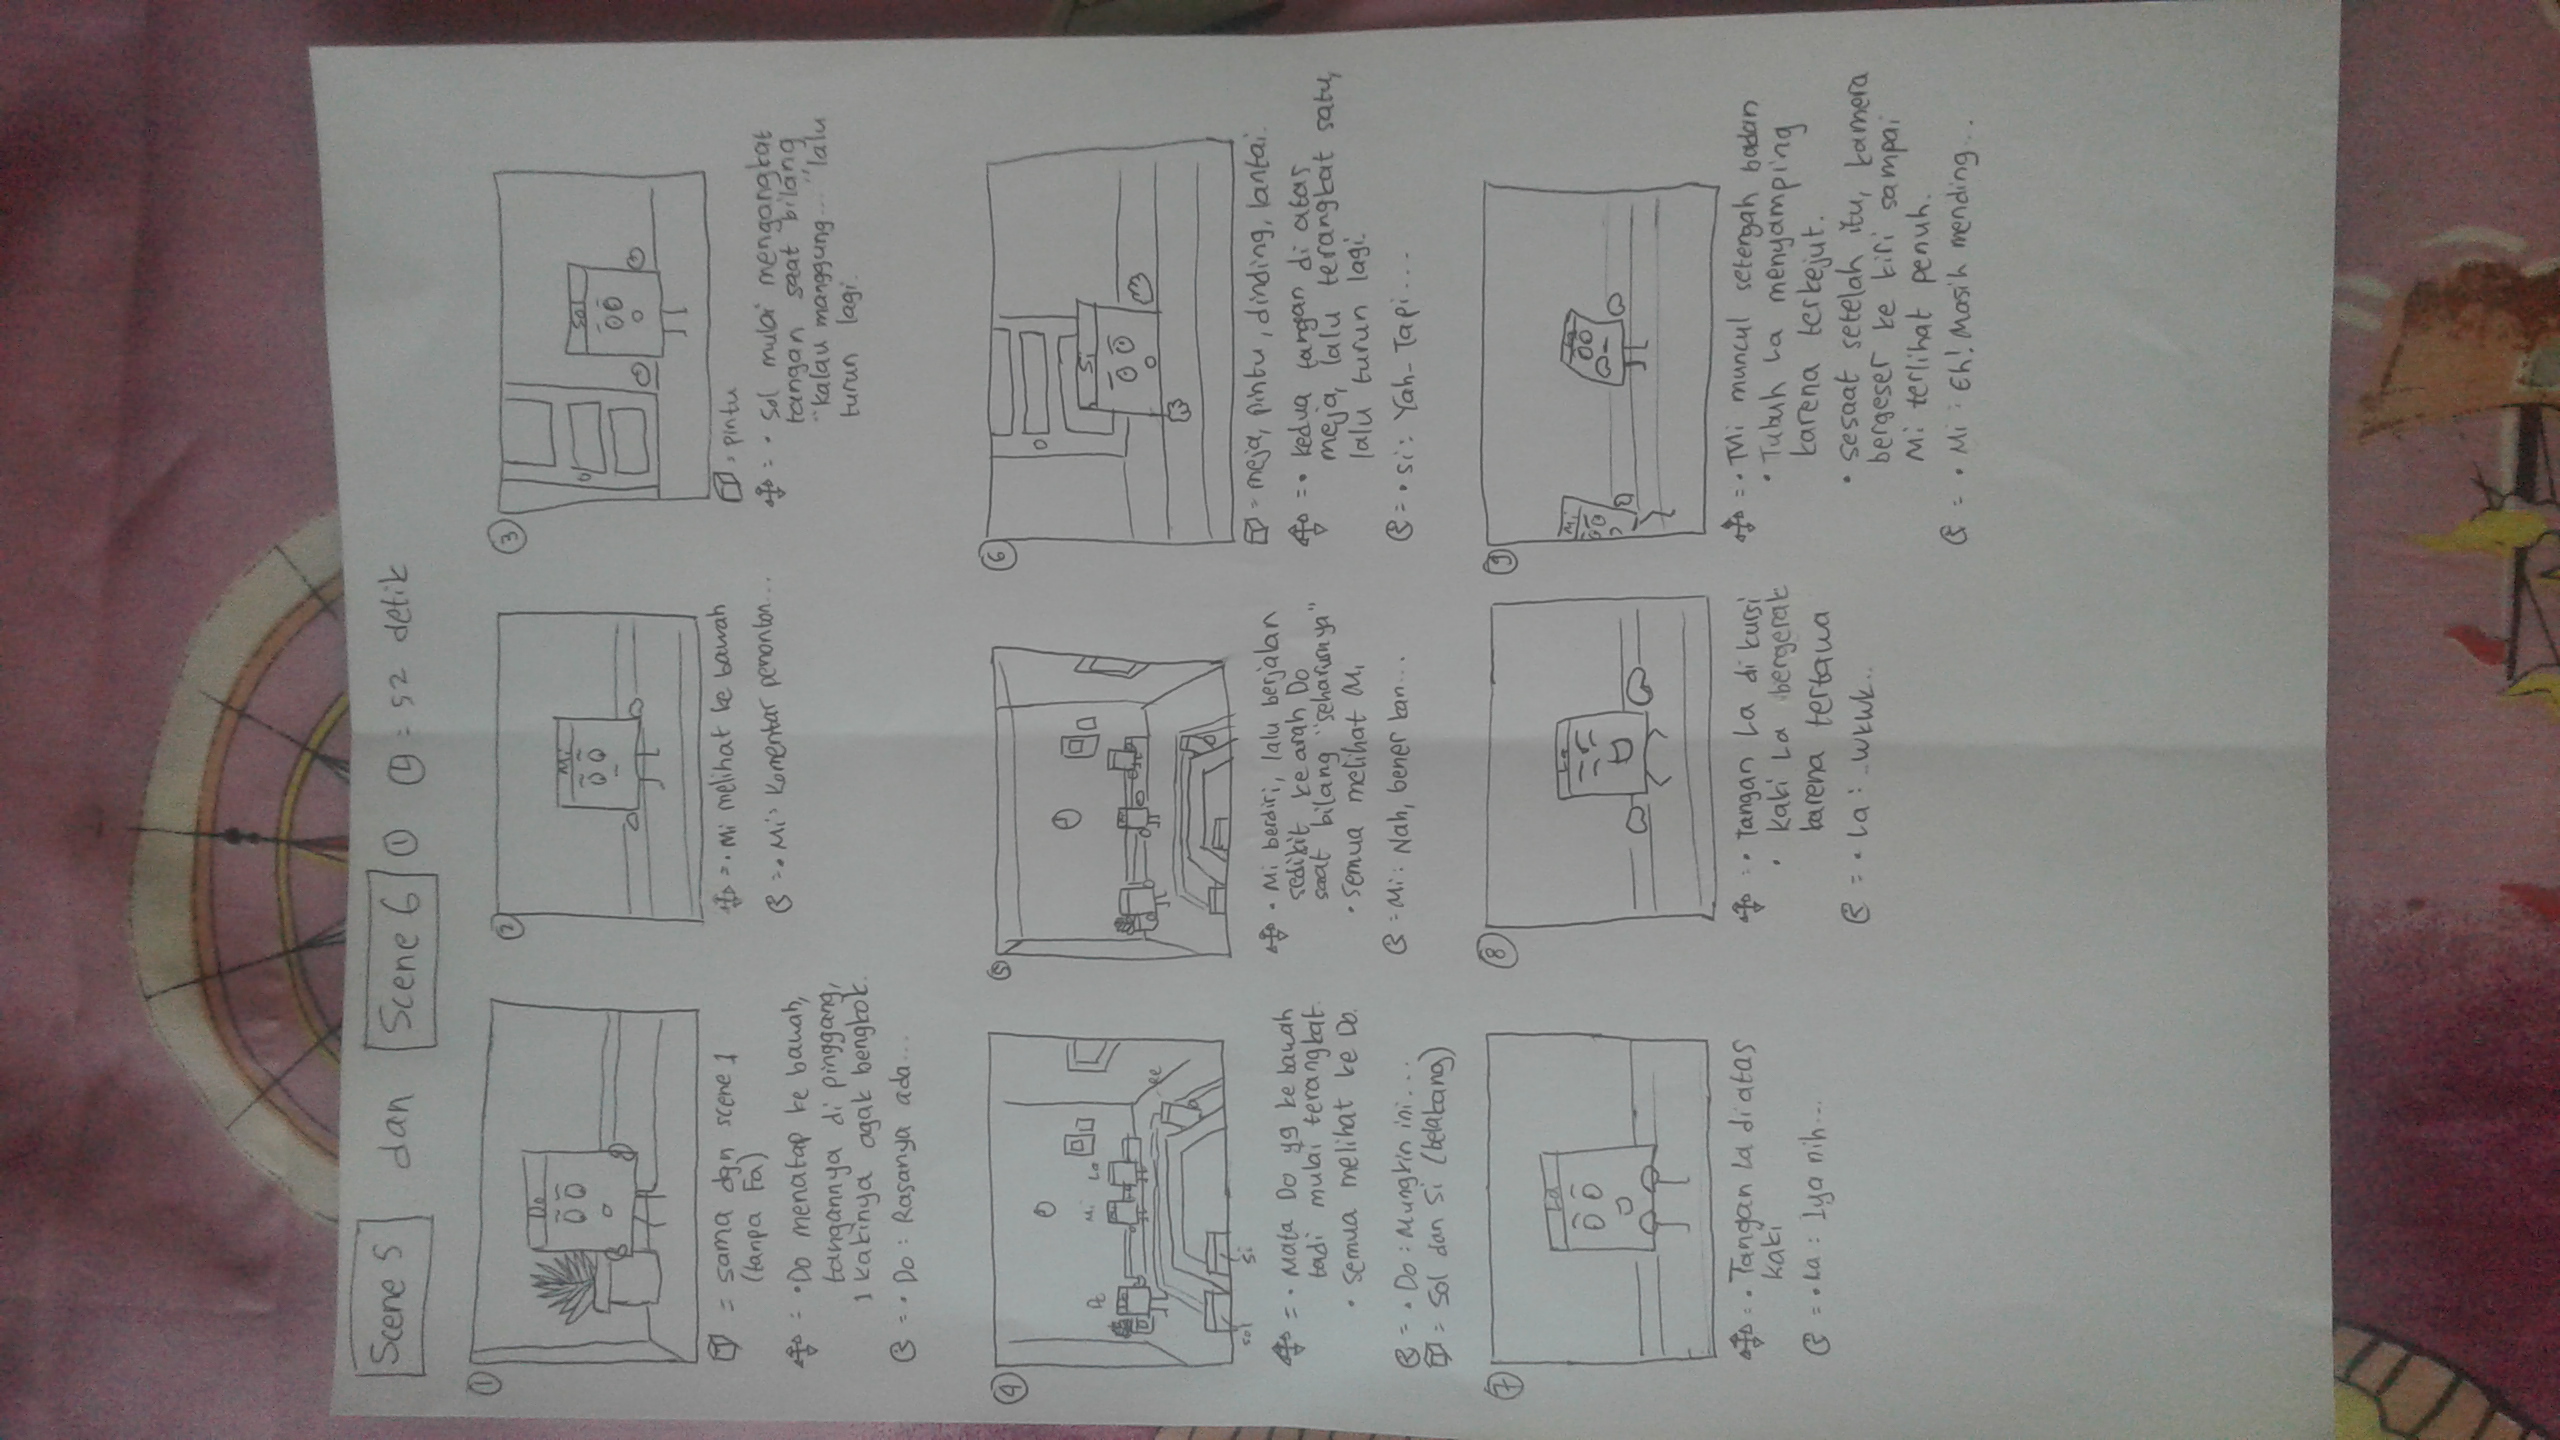 Scene 5 dan Scene 6 ① = 52 detik
①
Do
= sama dgn scene 1
(tanpa Fa)
= • Do menatap ke bawah,
tangannya di pinggang,
1 kakinya agak bengkok.
= • Do : Rasanya ada...
②
Mi
= • Mi melihat ke bawah
= • Mi : Komentar penonton...
③
Sol
= pintu
= • Sol mulai mengangkat
tangan saat bilang
"kalau manggung..." lalu
turun lagi.
④
Do
Mi
La
Re
Sol
Si
= • Mata Do yg ke bawah
tadi mulai terangkat.
• semua melihat ke Do.
= • Do : Mungkin ini...
= Sol dan Si (belakang)
⑤
• Mi berdiri, lalu berjalan
sedikit ke arah Do
saat bilang "seharusnya"
• semua melihat Mi
= Mi : Nah, bener kan...
⑥
Si
= meja, pintu, dinding, lantai.
= • kedua tangan di atas
meja, lalu terangkat satu,
lalu turun lagi.
= • Si : Yah- Tapi....
⑦
La
= • Tangan La di atas
kaki
= • La : Iya nih...
⑧
La
= • Tangan La di kursi
• Kaki La bergerak
karena tertawa
= • La : ..wkwk..
⑨
Mi
La
= • Mi muncul setengah badan
• Tubuh La menyamping
karena terkejut.
• sesaat setelah itu, kamera
bergeser ke kiri sampai
Mi terlihat penuh.
= • Mi : Eh! Masih mending...